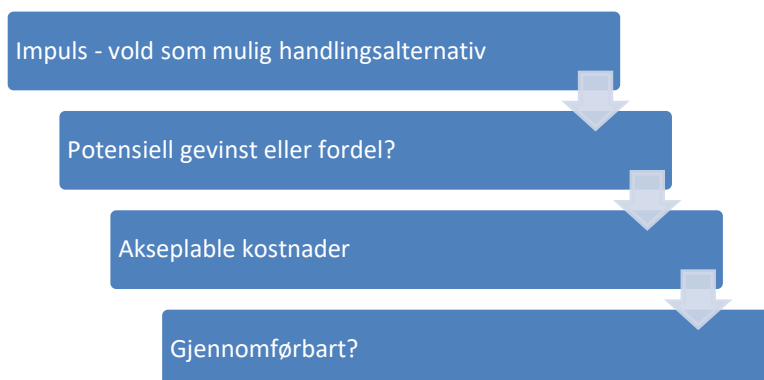 Impuls - vold som mulig handlingsalternativ
Potensiell gevinst eller fordel?
Akseplable kostnader
Gjennomførbart?